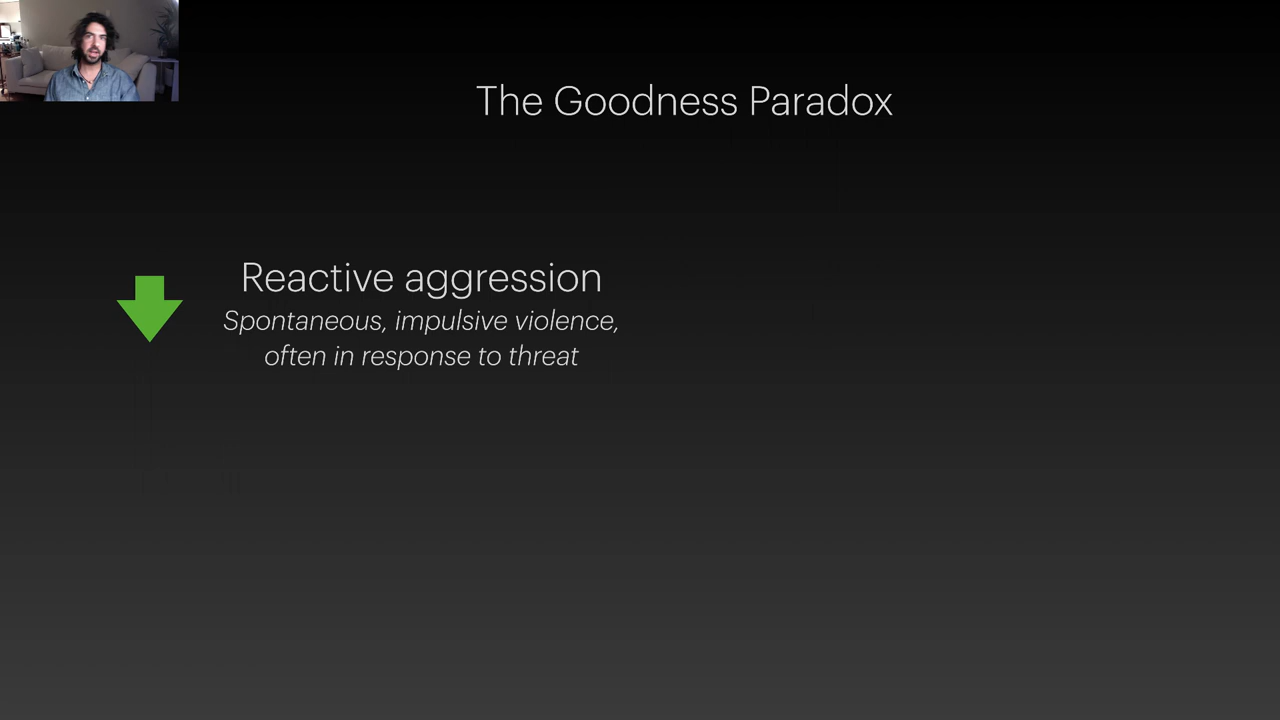 The Goodness Paradox
Reactive aggression
Spontaneous, impulsive violence,
often in response to threat